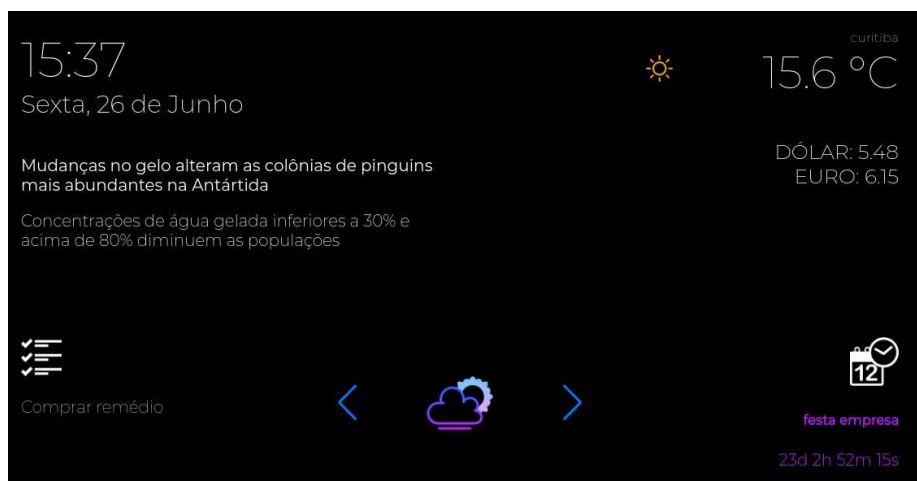 15:37
Sexta, 26 de Junho
curitiba
15.6 °C
DÓLAR: 5.48
EURO: 6.15
Mudanças no gelo alteram as colônias de pinguins
mais abundantes na Antártida
Concentrações de água gelada inferiores a 30% e
acima de 80% diminuem as populações
Comprar remédio
12
festa empresa
23d 2h 52m 15s